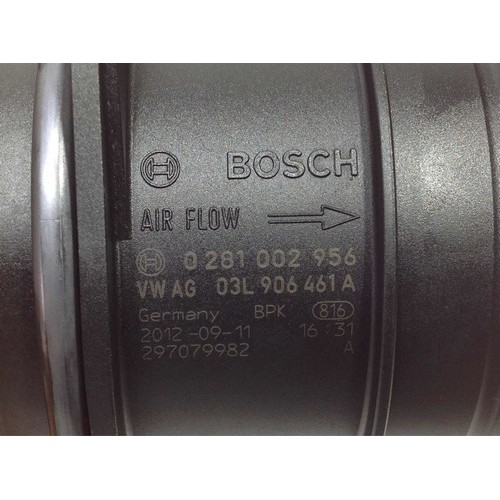 BOSCH
AIR FLOW
0 281 002 956
VW AG 03L 906 461 A
Germany BPK 816
2012-09-11 16:31
297079982 A